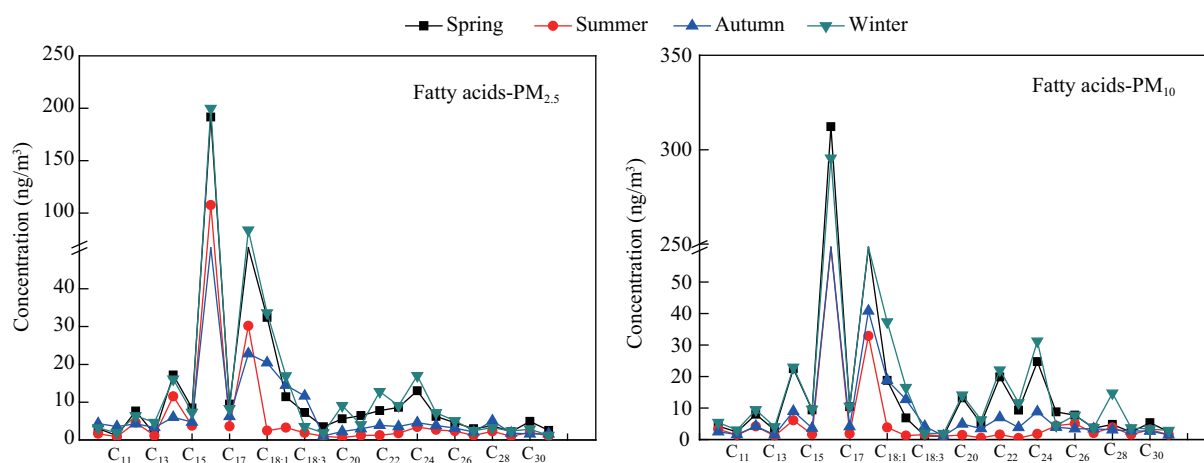 Spring Summer Autumn Winter
Fatty acids-PM₂.₅
Concentration (ng/m³)
250
200
150
100
40
30
20
10
0
C₁₁ C₁₃ C₁₅ C₁₇ C₁₈:₁ C₁₈:₃ C₂₀ C₂₂ C₂₄ C₂₆ C₂₈ C₃₀
Fatty acids-PM₁₀
Concentration (ng/m³)
350
300
250
50
40
30
20
10
0
C₁₁ C₁₃ C₁₅ C₁₇ C₁₈:₁ C₁₈:₃ C₂₀ C₂₂ C₂₄ C₂₆ C₂₈ C₃₀